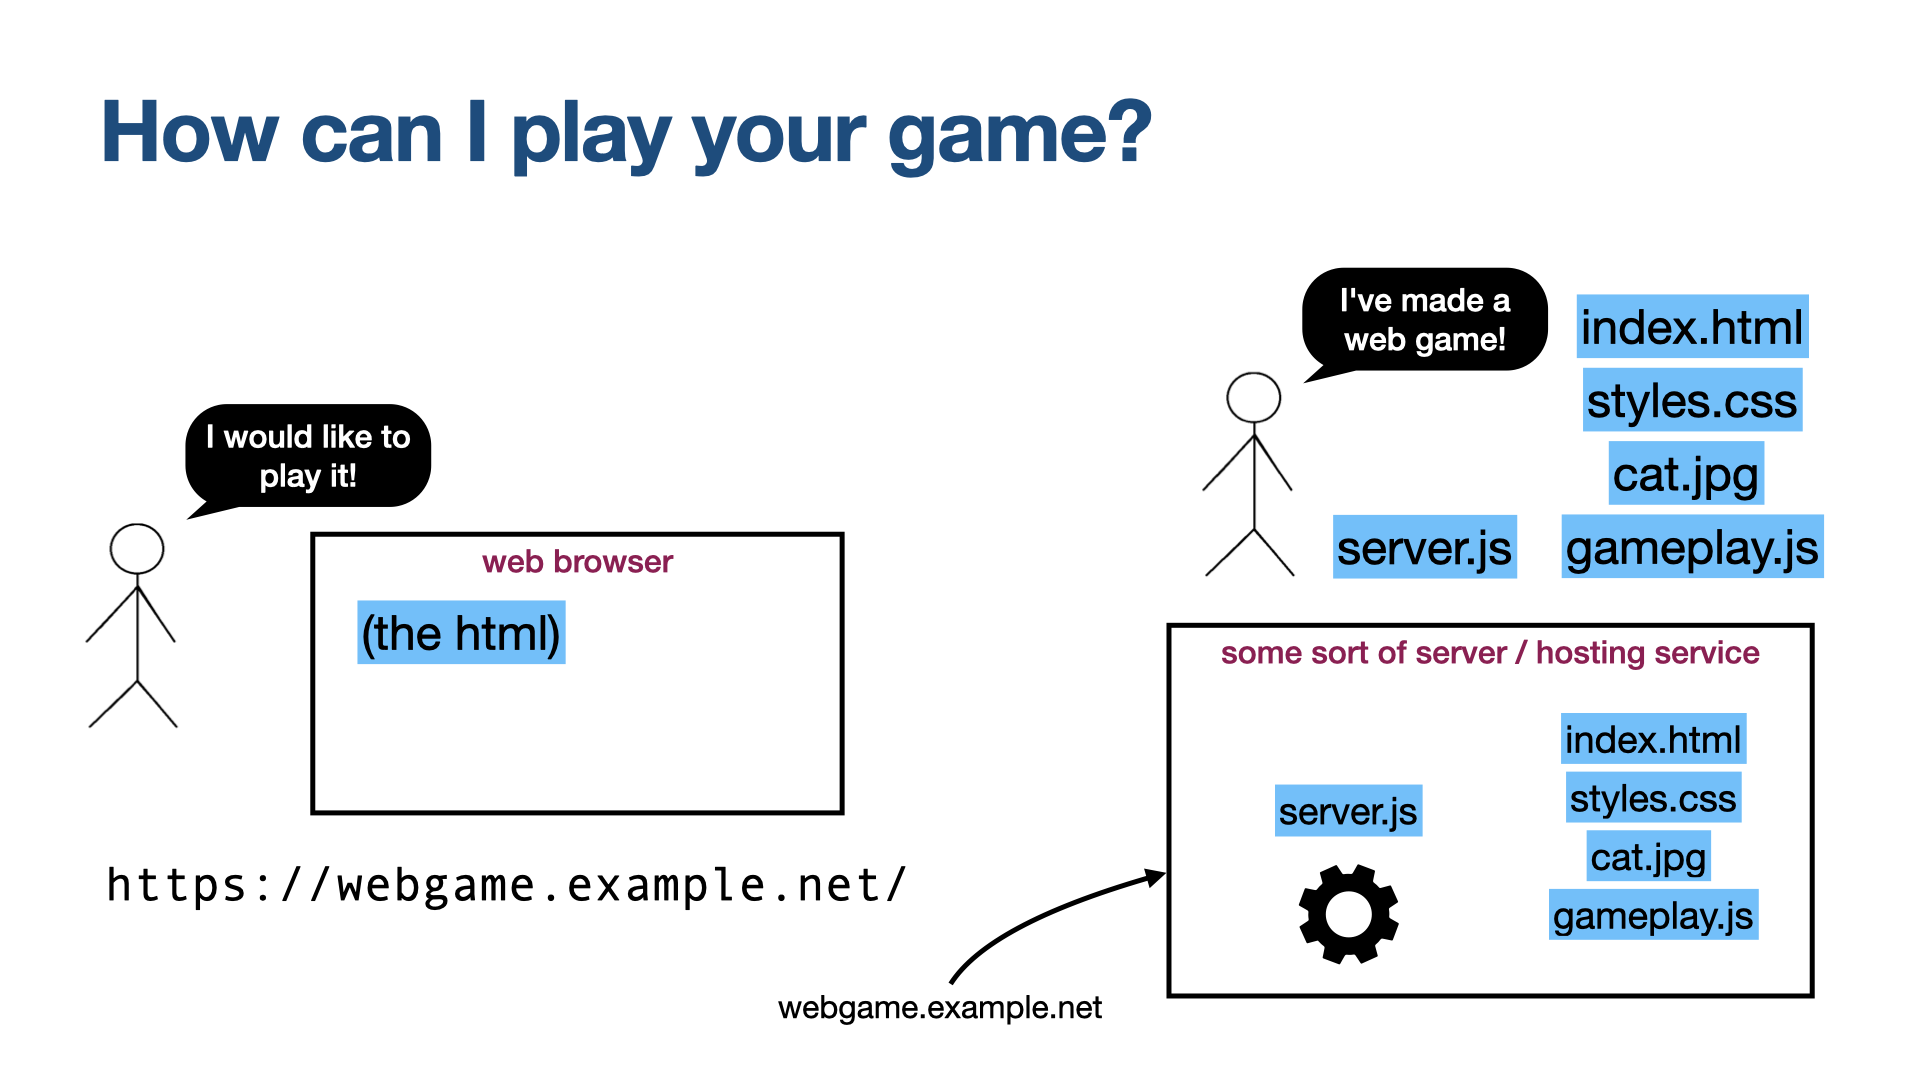 How can I play your game?
I would like to
play it!
web browser
(the html)
https://webgame.example.net/
I've made a
web game!
index.html
styles.css
cat.jpg
server.js
gameplay.js
some sort of server / hosting service
index.html
styles.css
server.js
cat.jpg
gameplay.js
webgame.example.net